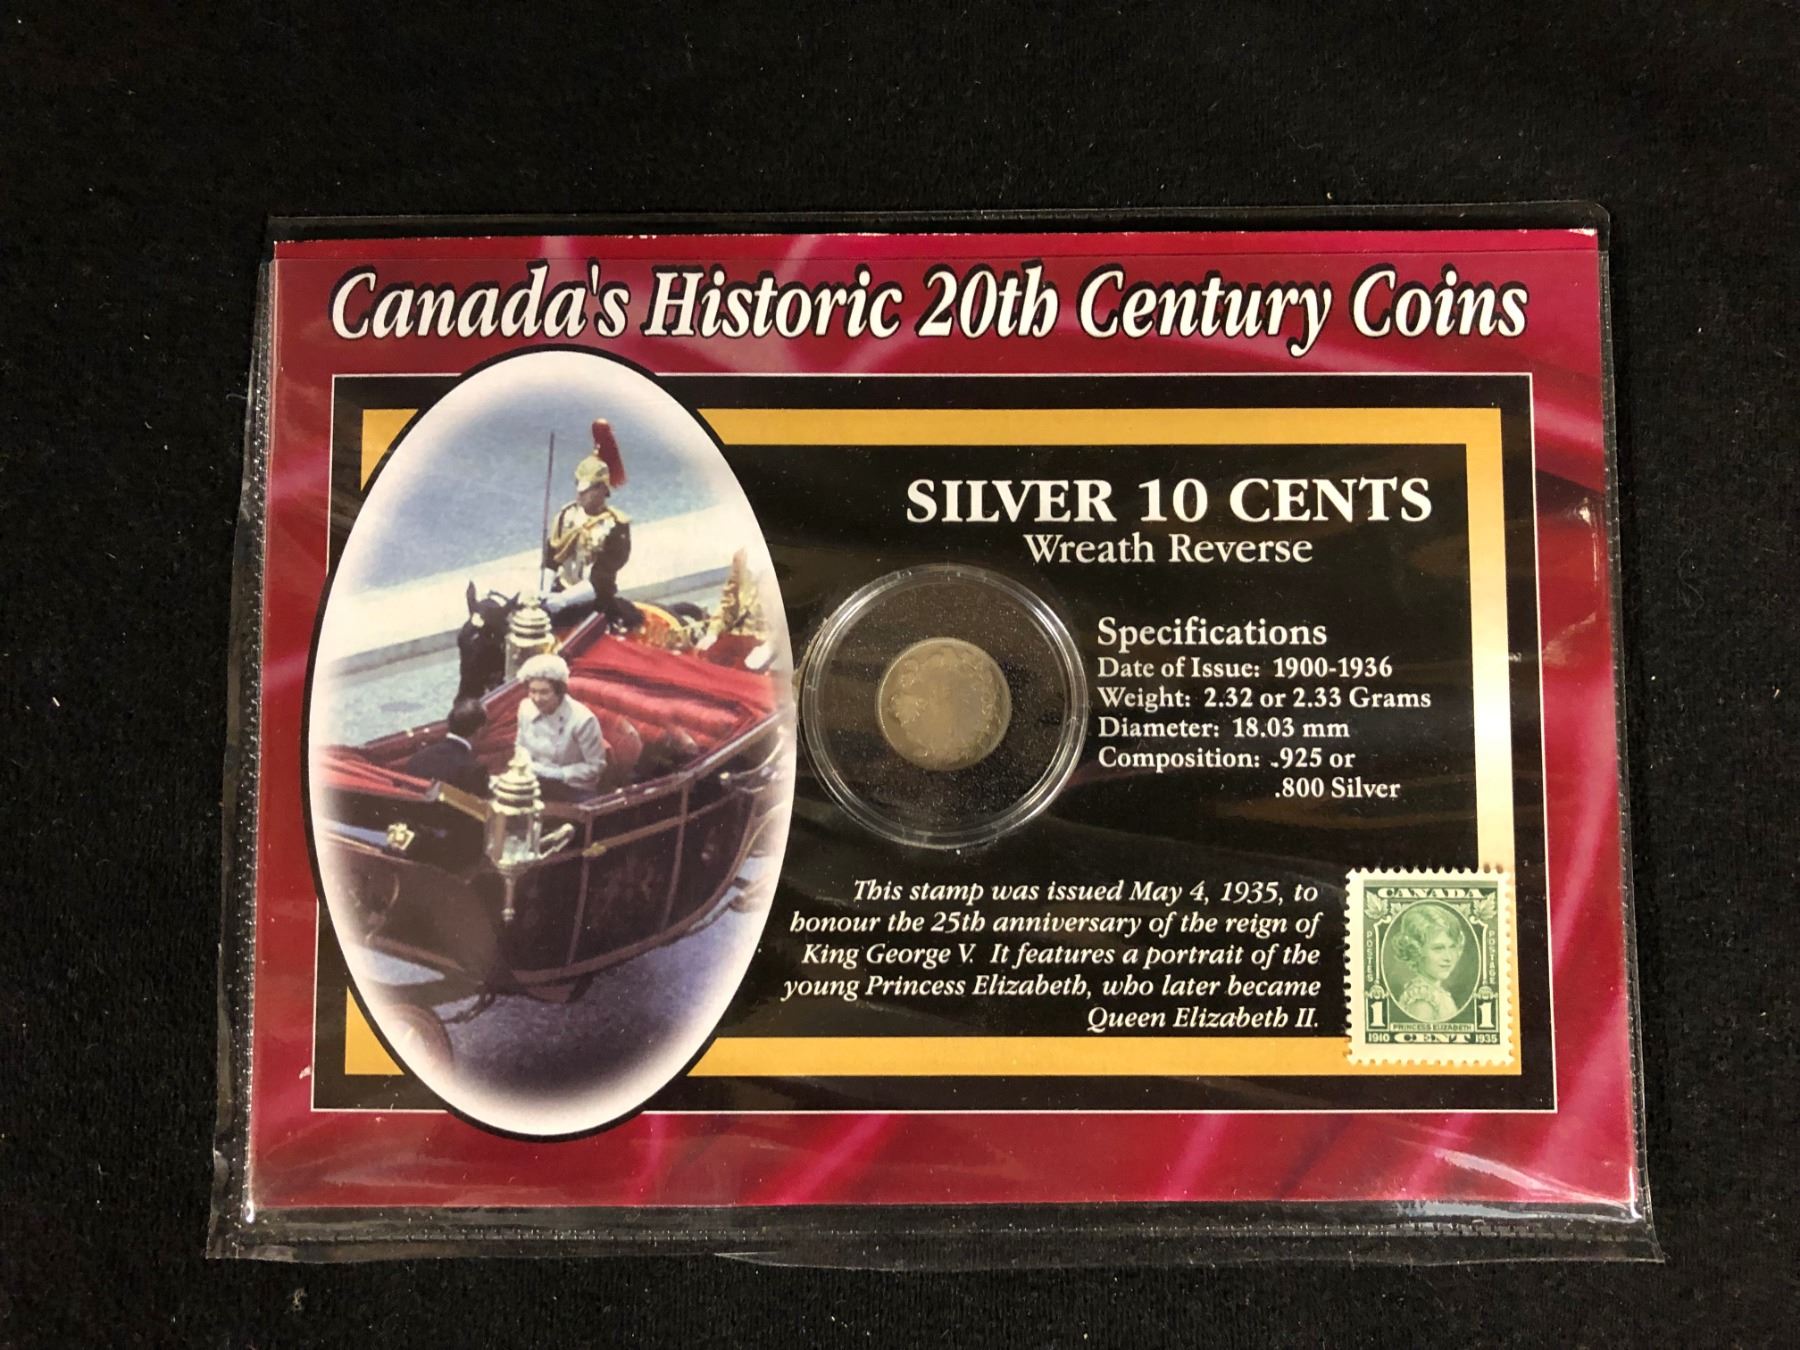 Canada's Historic 20th Century Coins
SILVER 10 CENTS
Wreath Reverse
Specifications
Date of Issue: 1900-1936
Weight: 2.32 or 2.33 Grams
Diameter: 18.03 mm
Composition: .925 or
.800 Silver
This stamp was issued May 4, 1935, to
honour the 25th anniversary of the reign of
King George V. It features a portrait of the
young Princess Elizabeth, who later became
Queen Elizabeth II.
CANADA
POSTES POSTAGE
1 PRINCESS ELIZABETH 1
1910 CENT 1935